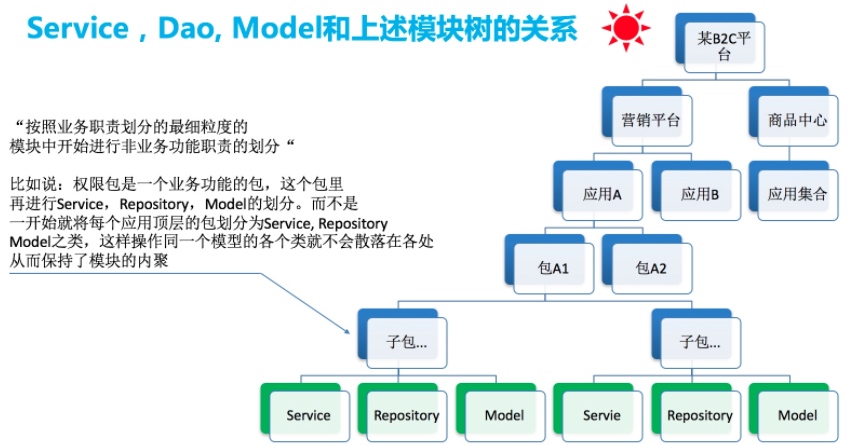 Service，Dao, Model和上述模块树的关系
“按照业务职责划分的最细粒度的
模块中开始进行非业务功能职责的划分“
比如说：权限包是一个业务功能的包，这个包里
再进行Service，Repository，Model的划分。而不是
一开始就将每个应用顶层的包划分为Service, Repository
Model之类，这样操作同一个模型的各个类就不会散落在各处
从而保持了模块的内聚
某B2C平
台
营销平台
商品中心
应用A
应用B
应用集合
包A1
包A2
子包...
子包...
Service
Repository
Model
Servie
Repository
Model